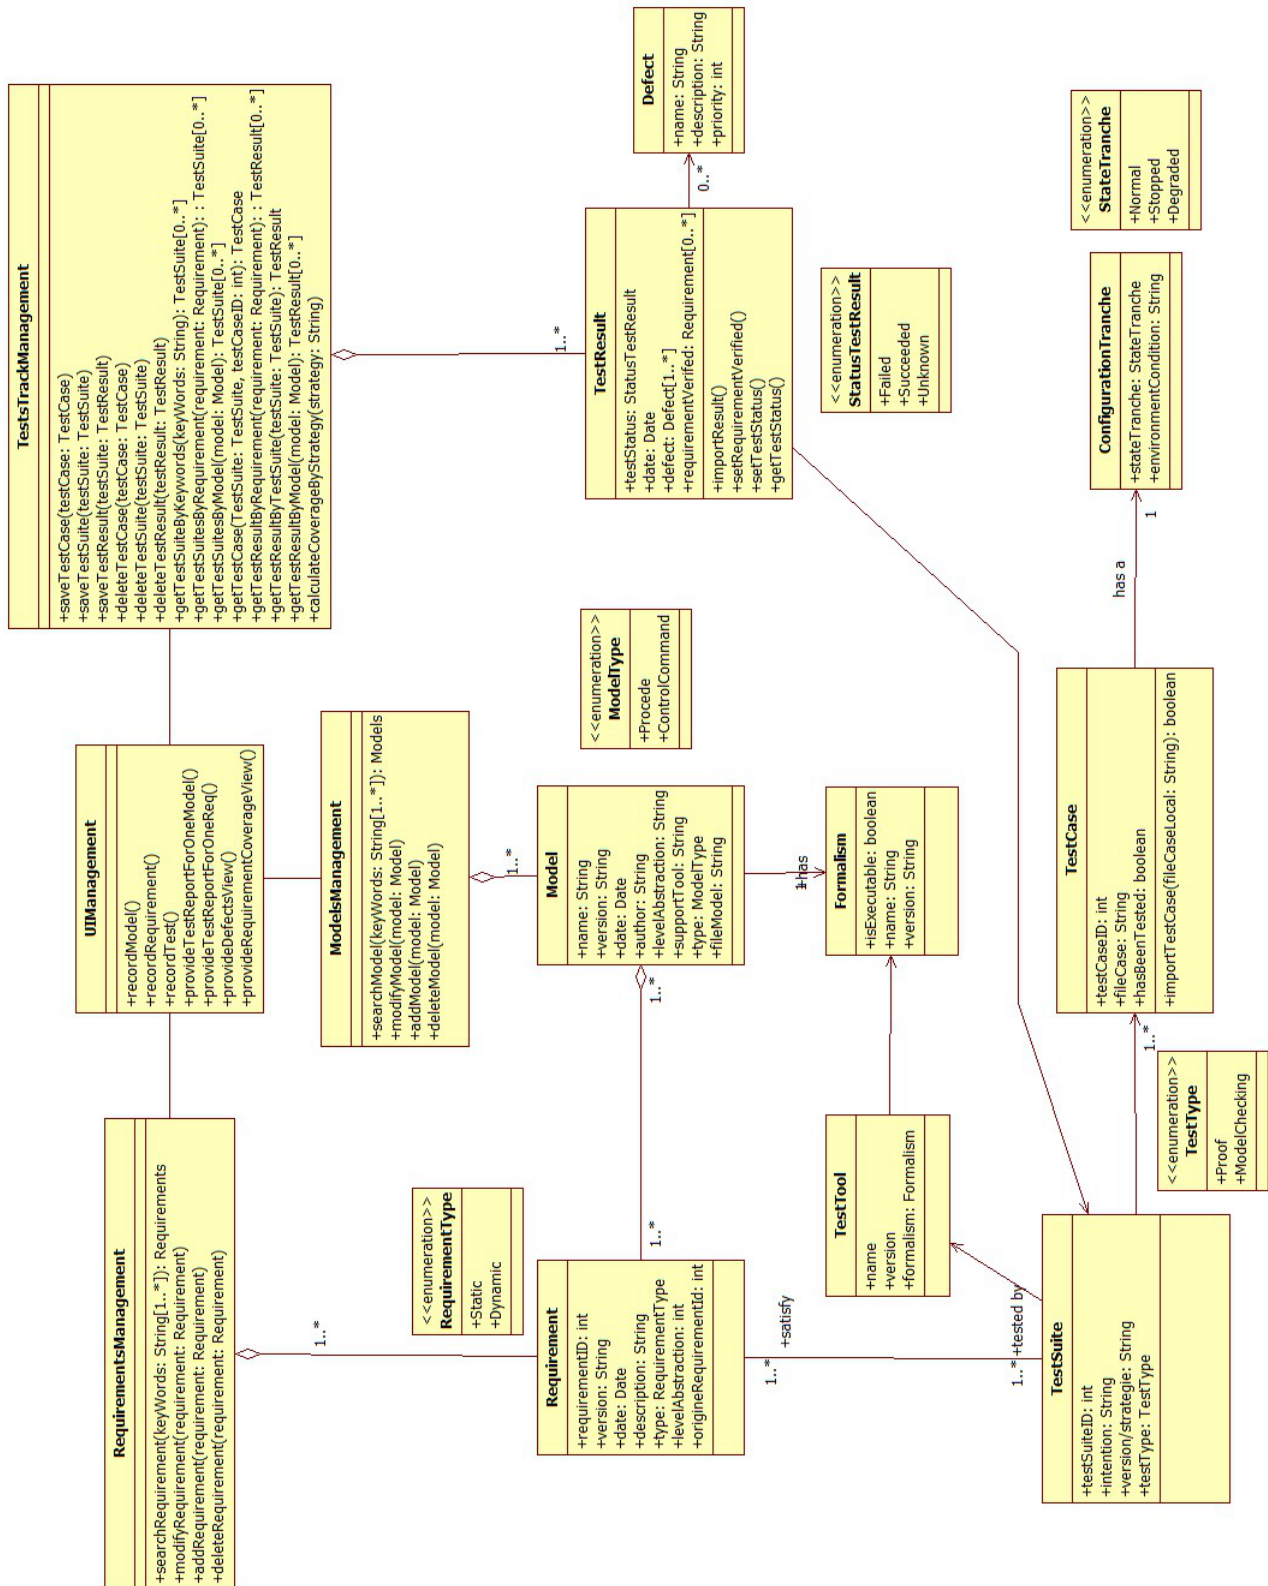 RequirementsManagement
+searchRequirement(keyWords: String[1..*]): Requirements
+modifyRequirement(requirement: Requirement)
+addRequirement(requirement: Requirement)
+deleteRequirement(requirement: Requirement)
UIManagement
+recordModel()
+recordRequirement()
+recordTest()
+provideTestReportForOneModel()
+provideTestReportForOneReq()
+provideDefectsView()
+provideRequirementCoverageView()
TestsTrackManagement
+saveTestCase(testCase: TestCase)
+saveTestSuite(testSuite: TestSuite)
+saveTestResult(testSuite: TestResult)
+deleteTestCase(testCase: TestCase)
+deleteTestSuite(testSuite: TestSuite)
+deleteTestResult(testResult: TestResult)
+getTestSuiteByKeywords(keyWords: String): TestSuite[0..*]
+getTestSuitesByRequirement(requirement: Requirement): : TestSuite[0..*]
+getTestSuitesByModel(model: Model): TestSuite[0..*]
+getTestCase(TestSuite: TestSuite, testCaseID: int): TestCase
+getTestResultByRequirement(requirement: Requirement): : TestResult[0..*]
+getTestResultByTestSuite(testSuite: TestSuite): TestResult
+getTestResultByModel(model: Model): TestResult[0..*]
+calculateCoverageByStrategy(strategy: String)
ModelsManagement
+searchModel(keyWords: String[1..*]): Models
+modifyModel(model: Model)
+addModel(model: Model)
+deleteModel(model: Model)
1..*
1..*
1..*
<<enumeration>>
RequirementType
+Static
+Dynamic
Requirement
+requirementID: int
+version: String
+date: Date
+description: String
+type: RequirementType
+levelAbstraction: int
+origineRequirementId: int
1..*
1..*
Model
+name: String
+version: String
+date: Date
+author: String
+levelAbstraction: String
+supportTool: String
+type: ModelType
+fileModel: String
<<enumeration>>
ModelType
+Procede
+ControlCommand
TestResult
+testStatus: StatusTestResult
+date: Date
+defect: Defect[1..*]
+requirementVerified: Requirement[0..*]
+importResult()
+setRequirementVerified()
+setTestStatus()
+getTestStatus()
0..*
Defect
+name: String
+description: String
+priority: int
1..*
+satisfy
+has
TestTool
+name
+version
+formalism: Formalism
Formalism
+isExecutable: boolean
+name: String
+version: String
<<enumeration>>
StatusTestResult
+Failed
+Succeeded
+Unknown
1..*
+tested by
TestSuite
+testSuiteID: int
+intention: String
+version/strategie: String
+testType: TestType
1..*
TestCase
+testCaseID: int
+fileCase: String
+hasBeenTested: boolean
+importTestCase(fileCaseLocal: String): boolean
has a
1
ConfigurationTranche
+stateTranche: StateTranche
+environmentCondition: String
<<enumeration>>
StateTranche
+Normal
+Stopped
+Degraded
<<enumeration>>
TestType
+Proof
+ModelChecking